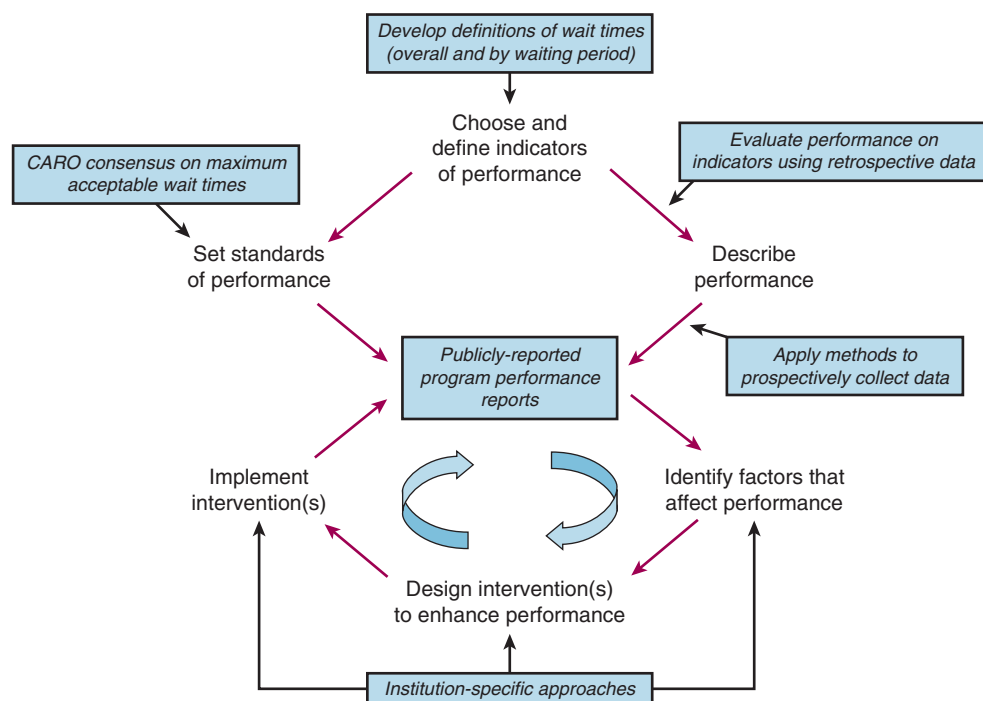 Develop definitions of wait times
(overall and by waiting period)
Choose and
define indicators
of performance
Evaluate performance on
indicators using retrospective data
CARO consensus on maximum
acceptable wait times
Set standards
of performance
Describe
performance
Publicly-reported
program performance
reports
Apply methods to
prospectively collect data
Implement
intervention(s)
Identify factors that
affect performance
Design intervention(s)
to enhance performance
Institution-specific approaches